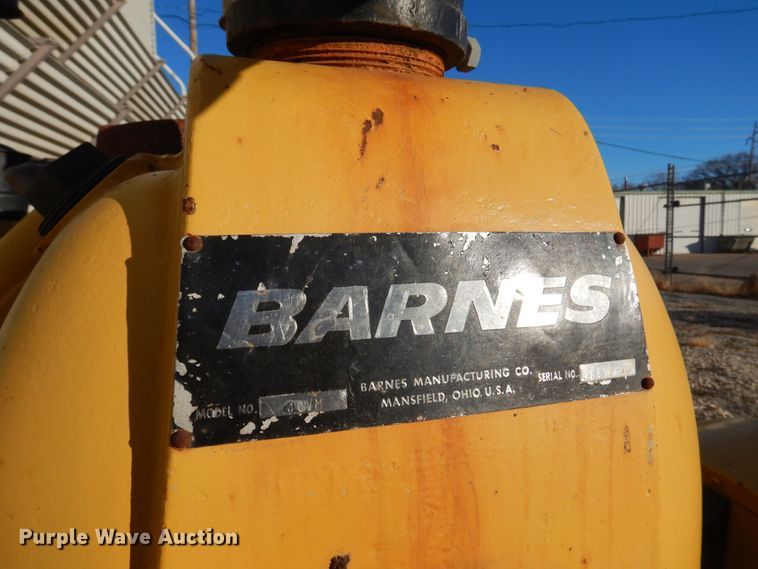 BARNES
BARNES MANUFACTURING CO.
MANSFIELD, OHIO. U.S.A.
SERIAL NO.
MODEL NO.
Purple Wave Auction